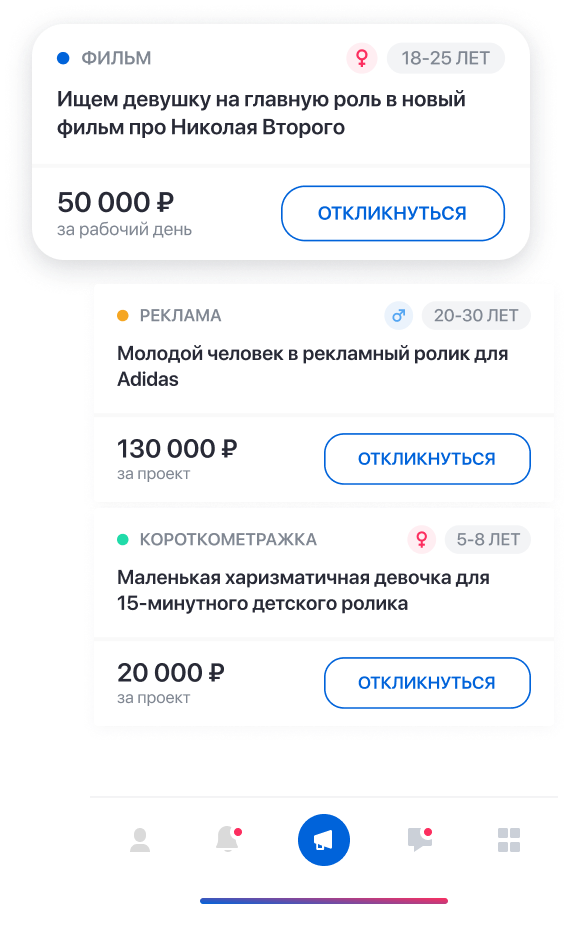 ФИЛЬМ
18-25 ЛЕТ
Ищем девушку на главную роль в новый
фильм про Николая Второго
50 000 ₽
за рабочий день
ОТКЛИКНУТЬСЯ
РЕКЛАМА
20-30 ЛЕТ
Молодой человек в рекламный ролик для
Adidas
130 000 ₽
за проект
ОТКЛИКНУТЬСЯ
КОРОТКОМЕТРАЖКА
5-8 ЛЕТ
Маленькая харизматичная девочка для
15-минутного детского ролика
20 000 ₽
за проект
ОТКЛИКНУТЬСЯ